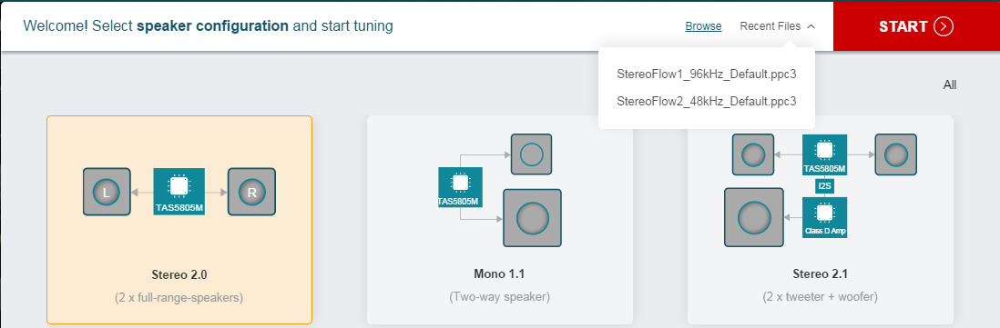 Welcome! Select speaker configuration and start tuning
Browse
Recent Files
START
StereoFlow1_96kHz_Default.ppc3
StereoFlow2_48kHz_Default.ppc3
All
L
TAS5805M
R
Stereo 2.0
(2 x full-range-speakers)
TAS5805M
Mono 1.1
(Two-way speaker)
TAS5805M
I2S
Class D Amp
Stereo 2.1
(2 x tweeter + woofer)